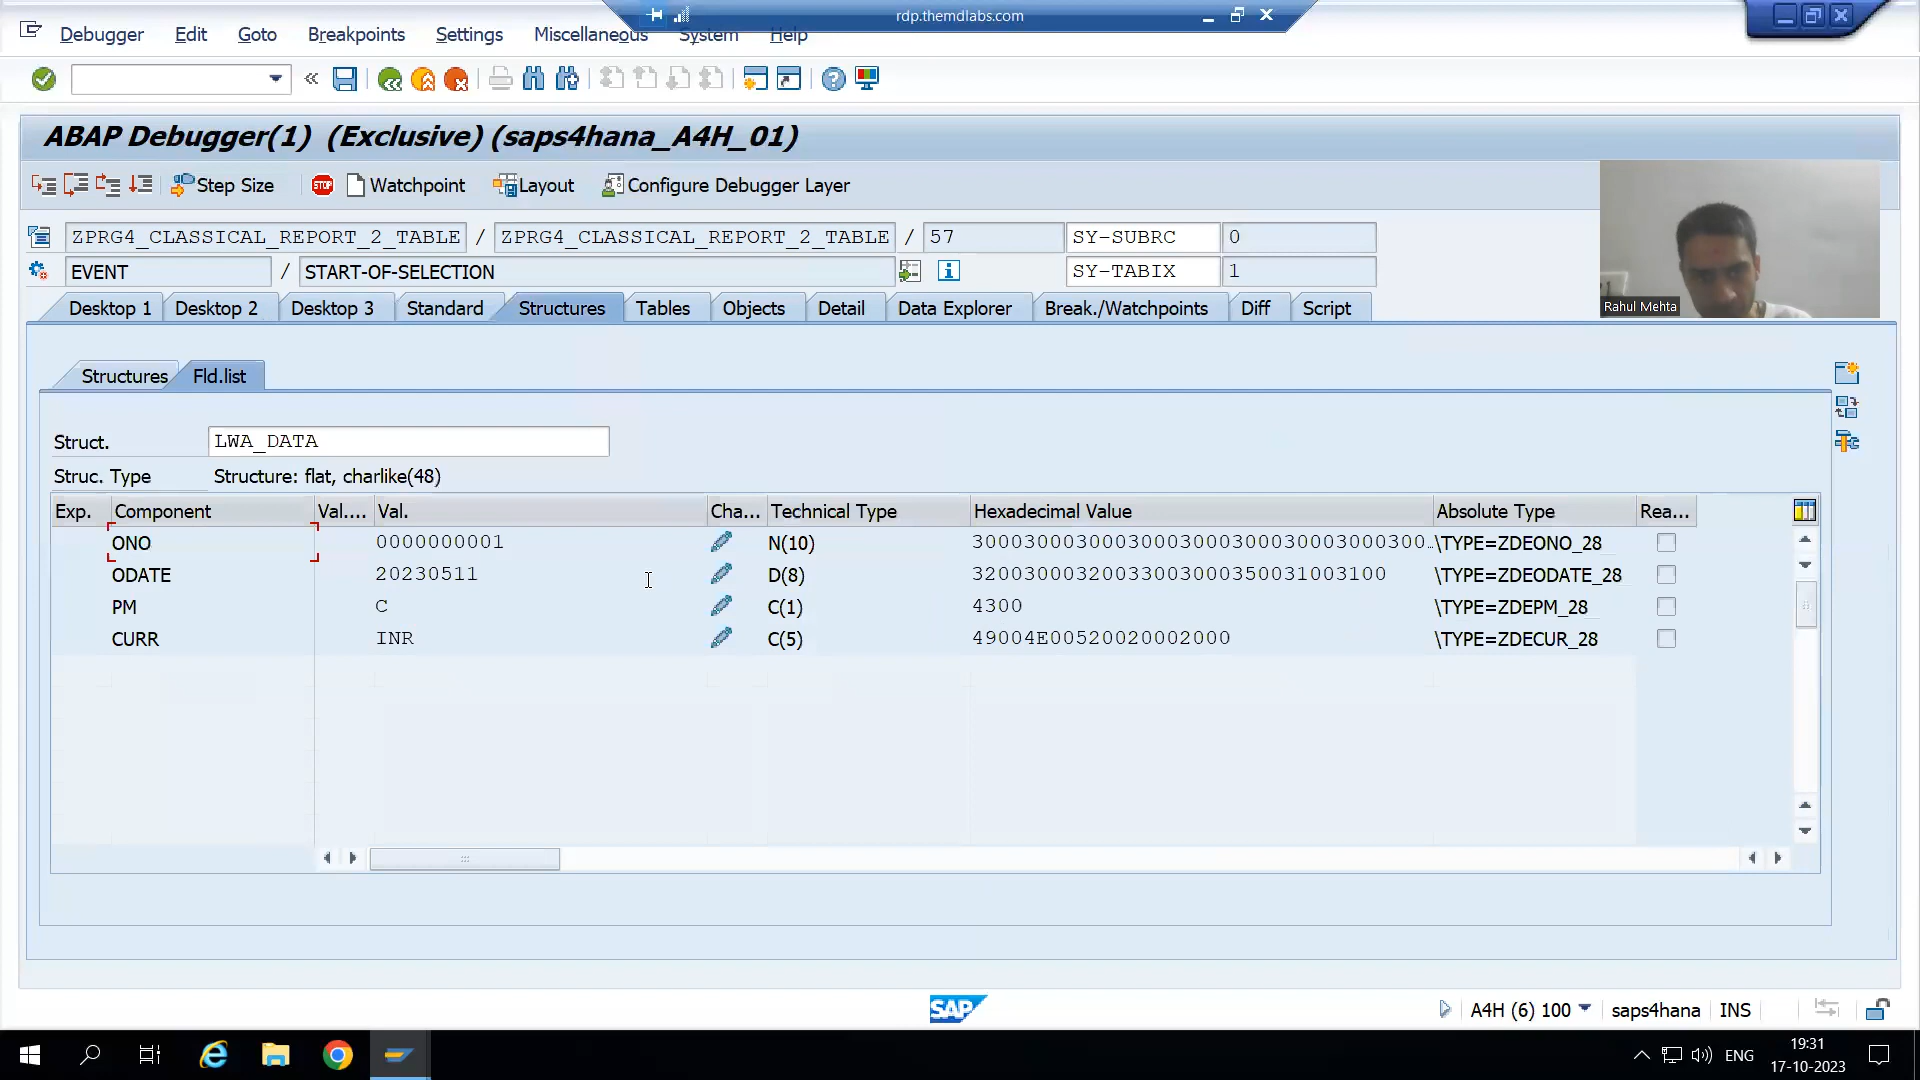 rdp.themdlabs.com
Debugger Edit Goto Breakpoints Settings Miscellaneous System Help
ABAP Debugger(1) (Exclusive) (saps4hana_A4H_01)
Step Size STOP Watchpoint Layout Configure Debugger Layer
ZPRG4_CLASSICAL_REPORT_2_TABLE / ZPRG4_CLASSICAL_REPORT_2_TABLE / 57 SY-SUBRC 0
EVENT / START-OF-SELECTION SY-TABIX 1
Rahul Mehta
Desktop 1 Desktop 2 Desktop 3 Standard Structures Tables Objects Detail Data Explorer Break./Watchpoints Diff Script
Structures Fld.list
Struct. LWA_DATA
Struc. Type Structure: flat, charlike(48)
Exp. Component Val.... Val. Cha... Technical Type Hexadecimal Value Absolute Type Rea...
ONO 0000000001 N(10) 300030003000300030003000300030003000300... \TYPE=ZDEONO_28
ODATE 20230511 D(8) 32003000320033003000350031003100 \TYPE=ZDEODATE_28
PM C C(1) 4300 \TYPE=ZDEPM_28
CURR INR C(5) 49004E00520020002000 \TYPE=ZDECUR_28
SAP A4H (6) 100 saps4hana INS
ENG 19:31
17-10-2023